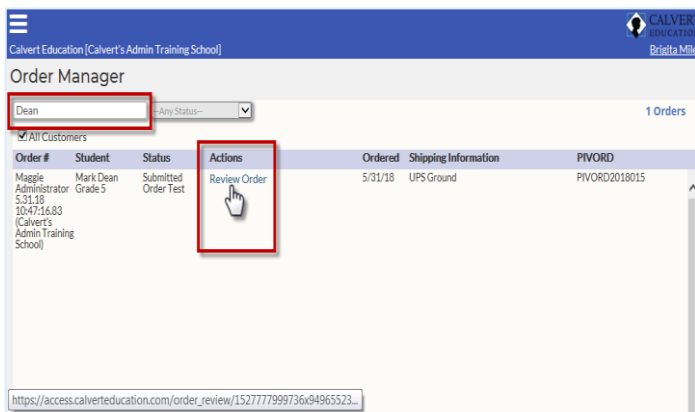 CALVERT
EDUCATION
Calvert Education [Calvert's Admin Training School]
Brigita Mile
Order Manager
Dean
--Any Status--
1 Orders
All Customers
Order # Student Status Actions Ordered Shipping Information PIVORD
Maggie Mark Dean Submitted Review Order 5/31/18 UPS Ground PIVORD2018015
Administrator Grade 5 Order Test
5.31.18
10:47:16.83
(Calvert's
Admin Training
School)
https://access.calverteducation.com/order_review/1527777999736x94965523...